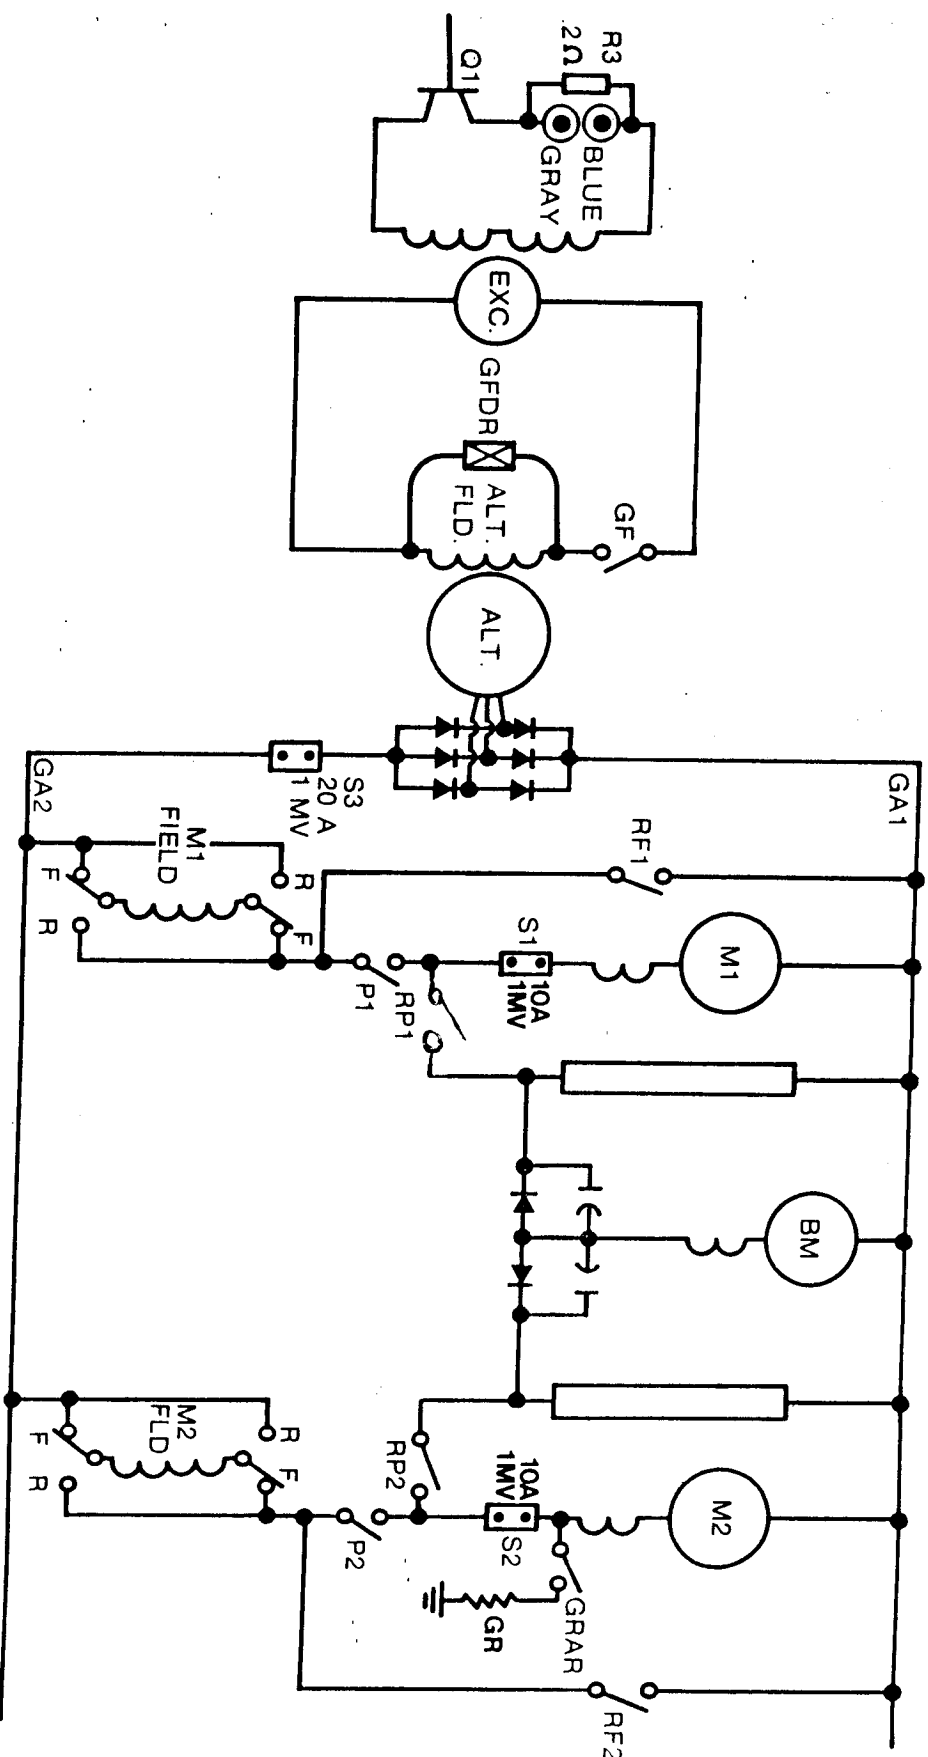 R3
2 Ω
Q1
BLUE
GRAY
EXC.
GFDR
ALT.
FLD.
GF
ALT.
S3
20 A
1 MV
GA1
GA2
M1
FIELD
R
F
F
R
RF1
M1
S1
10A
1MV
P1
RP1
BM
M2
FLD
R
F
F
R
RP2
10A
1MV
S2
M2
P2
GRAR
GR
RF2